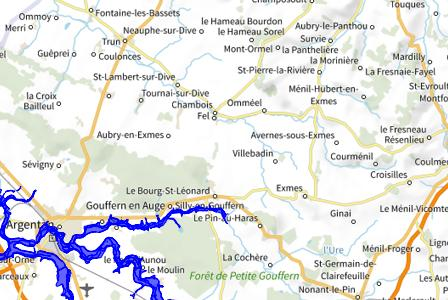 Ommoy
Merri
Fontaine-les-Bassets
Neauphe-sur-Dive
le Hameau Bourdon
le Hameau Sorel
Aubry-le-Panthou
Survie
Touques
Trun
Guêprei
Coulonces
Mont-Ormel
la Panthelière
la Morinière
Mardilly
St-Lambert-sur-Dive
St-Pierre-la-Rivière
La Fresnaie-Fayel
la Croix
Bailleul
Tournai-sur-Dive
Chambois
Fel
Omméel
Ménil-Hubert-en-
Exmes
St-Evroult
Aubry-en-Exmes
Avernes-sous-Exmes
le Fresneau
Résenlieu
Sévigny
Villebadin
Courménil
Croisilles
Le Bourg-St-Léonard
Exmes
Gouffern en Auge
Silly-en-Gouffern
Le Pin-au-Haras
Ginai
Le Ménil-Vicomte
Argentan
Aunou
le Moulin
La Cochère
l'Ure
Ménil-Froger
Forêt de Petite Gouffern
St-Germain-de-
Clairefeuille
Nonant-le-Pin